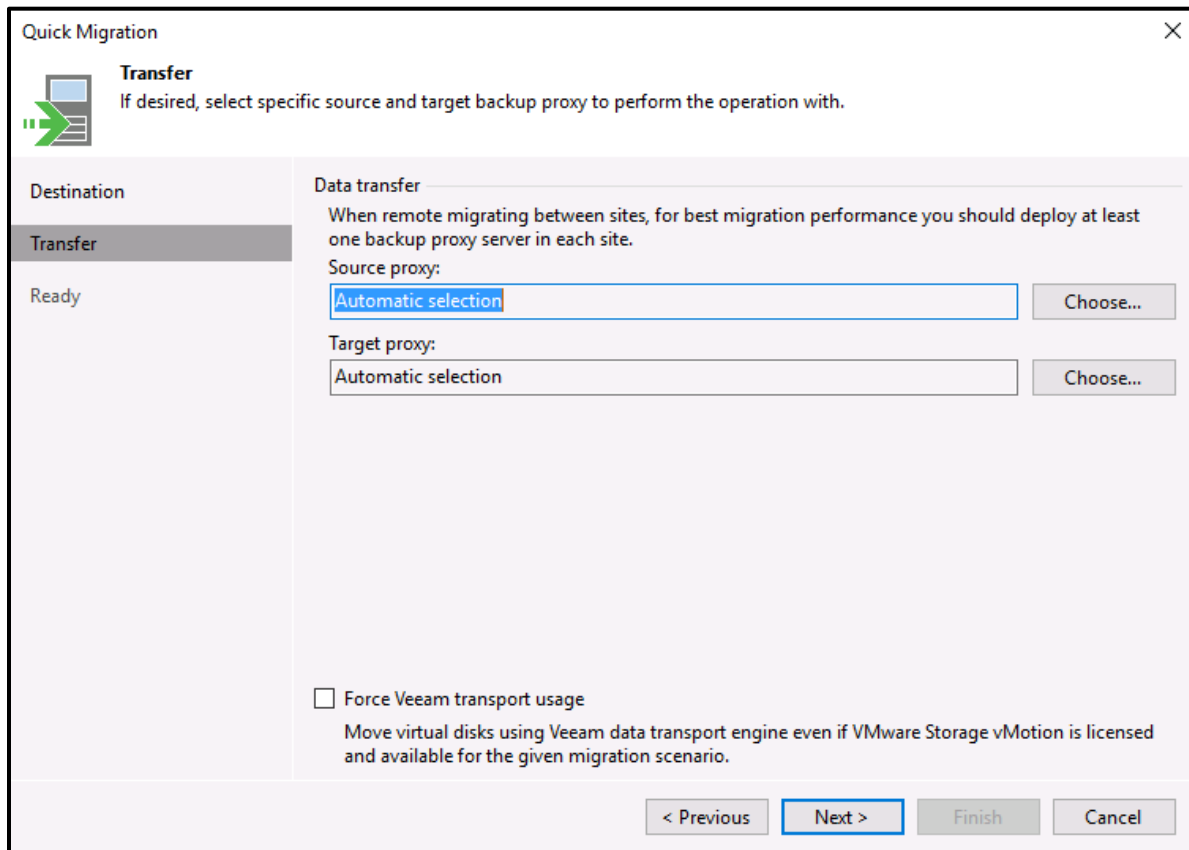 Quick Migration
Transfer
If desired, select specific source and target backup proxy to perform the operation with.
Destination
Transfer
Ready
Data transfer
When remote migrating between sites, for best migration performance you should deploy at least
one backup proxy server in each site.
Source proxy:
Automatic selection
Choose...
Target proxy:
Automatic selection
Choose...
Force Veeam transport usage
Move virtual disks using Veeam data transport engine even if VMware Storage vMotion is licensed
and available for the given migration scenario.
< Previous
Next >
Finish
Cancel